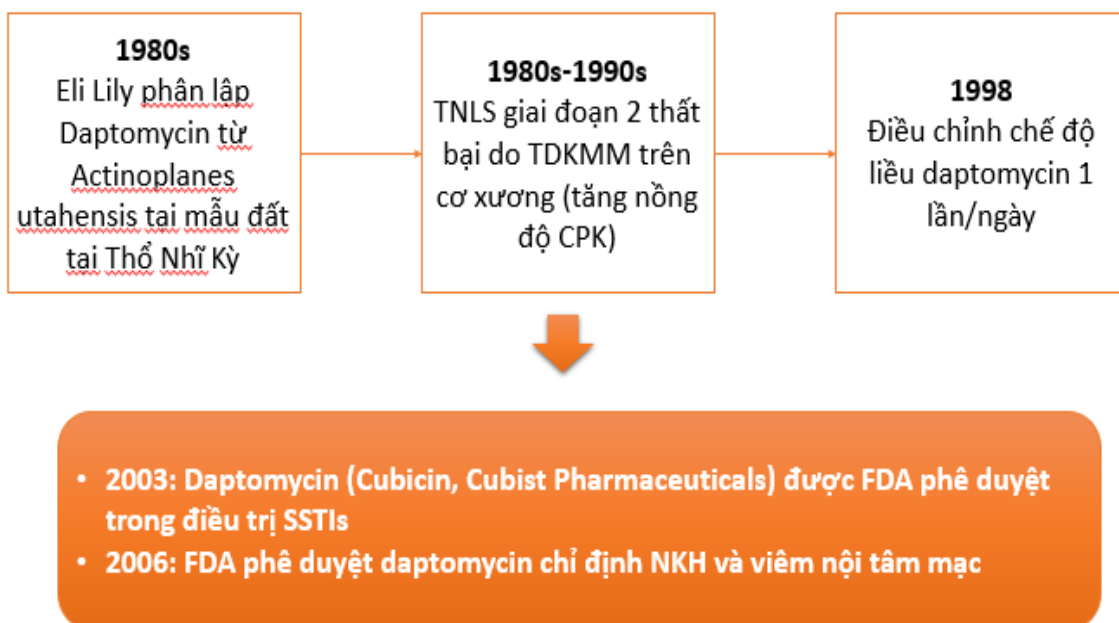 1980s
Eli Lily phân lập
Daptomycin từ
Actinoplanes
utahensis tại mẫu đất
tại Thổ Nhĩ Kỳ
1980s-1990s
TNLS giai đoạn 2 thất
bại do TDKMM trên
cơ xương (tăng nồng
độ CPK)
1998
Điều chỉnh chế độ
liều daptomycin 1
lần/ngày
• 2003: Daptomycin (Cubicin, Cubist Pharmaceuticals) được FDA phê duyệt
trong điều trị SSTIs
• 2006: FDA phê duyệt daptomycin chỉ định NKH và viêm nội tâm mạc